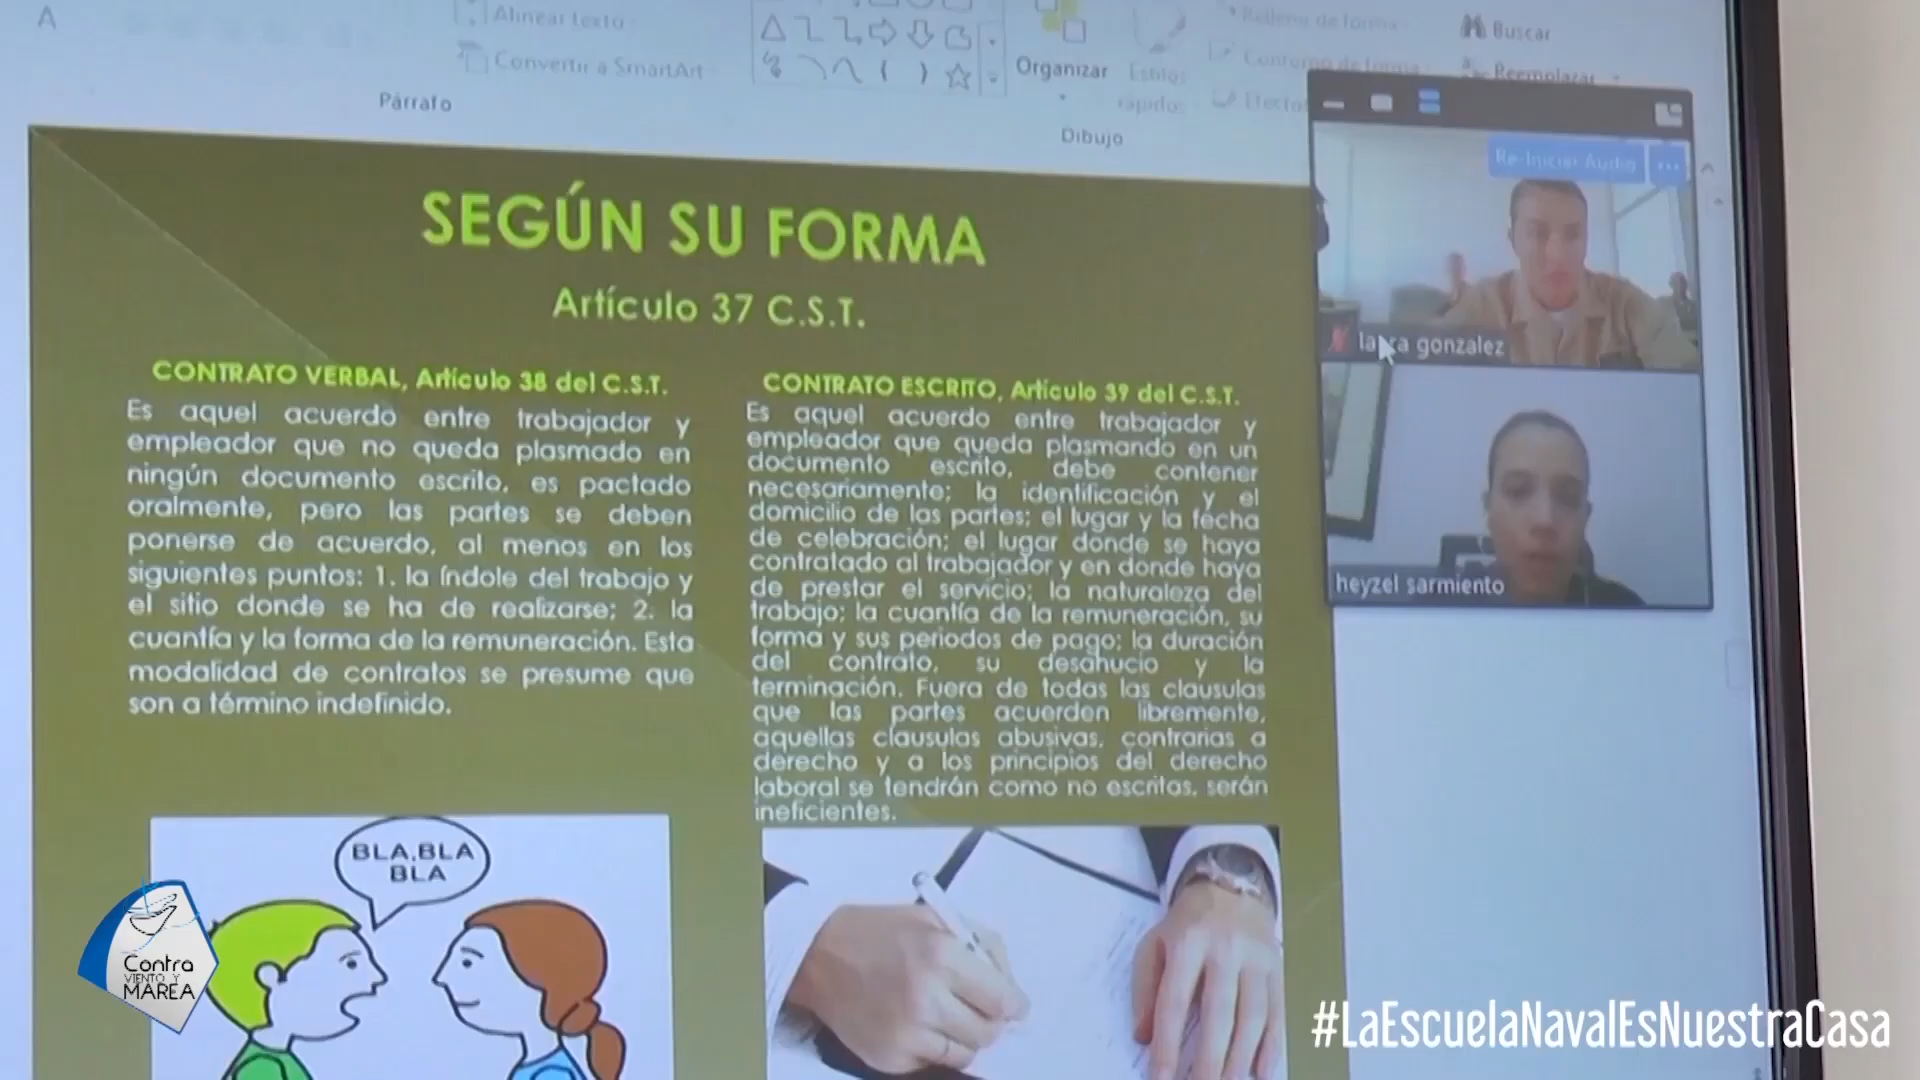 A
Alinear texto
Convertir a SmartArt
Párrafo
Organizar
Estilos
rápidos
Dibujo
Relleno de forma
Contorno de forma
Efectos
Buscar
Reemplazar
SEGÚN SU FORMA
Artículo 37 C.S.T.
CONTRATO VERBAL, Artículo 38 del C.S.T.
Es aquel acuerdo entre trabajador y
empleador que no queda plasmado en
ningún documento escrito, es pactado
oralmente, pero las partes se deben
ponerse de acuerdo, al menos en los
siguientes puntos: 1. la índole del trabajo y
el sitio donde se ha de realizarse; 2. la
cuantía y la forma de la remuneración. Esta
modalidad de contratos se presume que
son a término indefinido.
CONTRATO ESCRITO, Artículo 39 del C.S.T.
Es aquel acuerdo entre trabajador y
empleador que queda plasmando en un
documento escrito, debe contener
necesariamente; la identificación y el
domicilio de las partes; el lugar y la fecha
de celebración; el lugar donde se haya
contratado al trabajador y en donde haya
de prestar el servicio; la naturaleza del
trabajo; la cuantía de la remuneración, su
forma y sus periodos de pago; la duración
del contrato, su desahucio y la
terminación. Fuera de todas las clausulas
que las partes acuerden libremente,
aquellas clausulas abusivas, contrarias a
derecho y a los principios del derecho
laboral se tendrán como no escritas, serán
ineficientes.
BLA,BLA
BLA
Re-Iniciar Audio
gonzalez
heyzel sarmiento
Contra
VIENTO Y
MAREA
#LaEscuelaNavalEsNuestraCasa